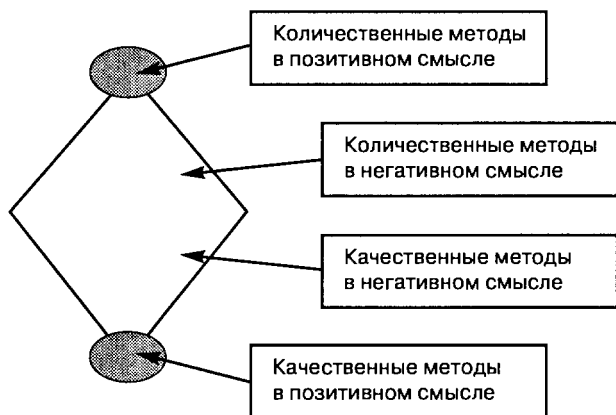 Количественные методы
в позитивном смысле
Количественные методы
в негативном смысле
Качественные методы
в негативном смысле
Качественные методы
в позитивном смысле